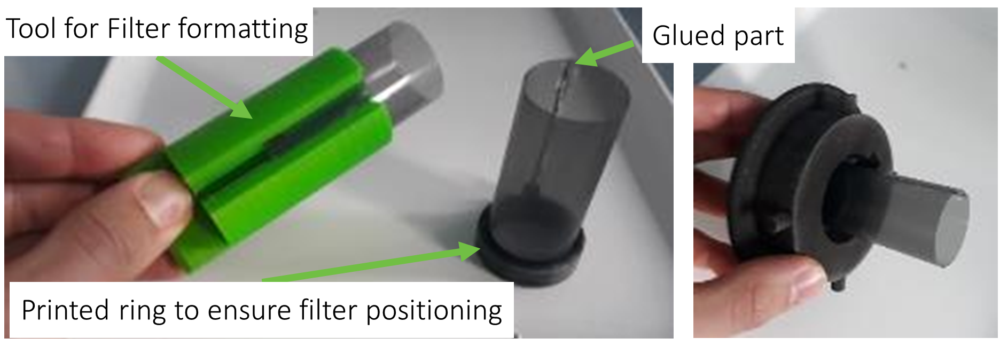 Tool for Filter formatting
Glued part
Printed ring to ensure filter positioning